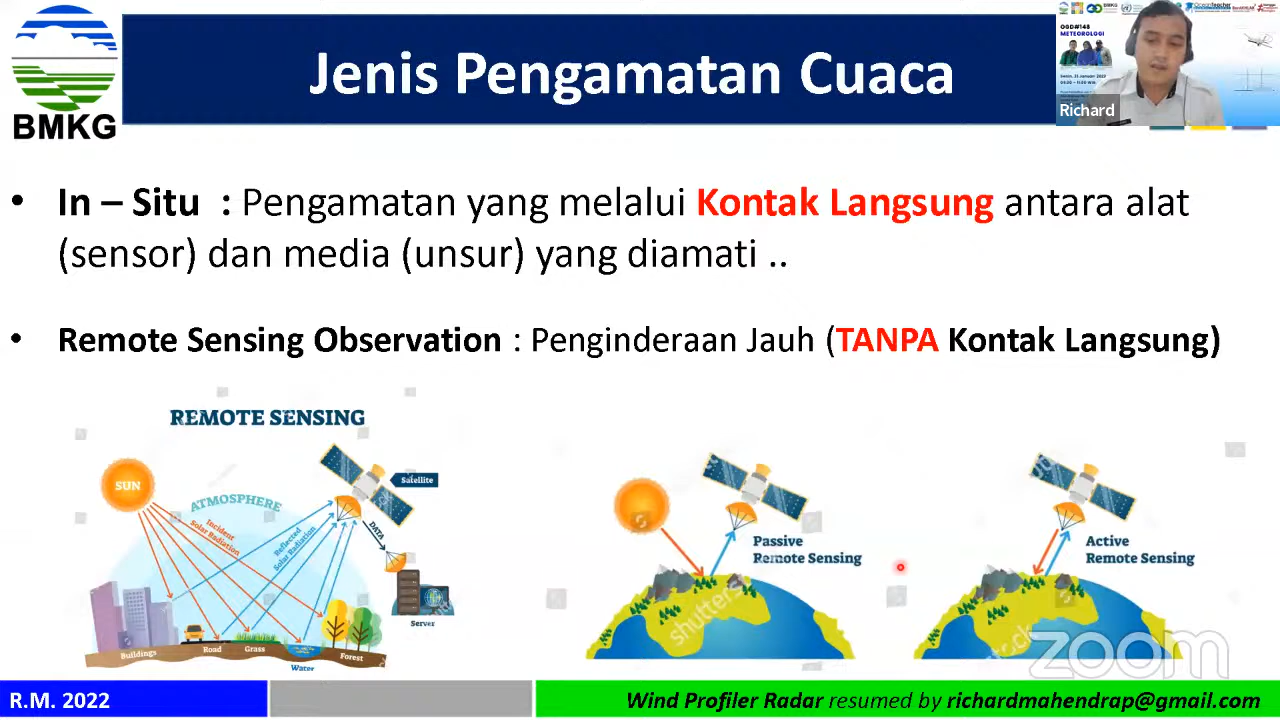 BMKG
Jenis Pengamatan Cuaca
OGD#148
METEOROLOGI
Richard
• In – Situ : Pengamatan yang melalui Kontak Langsung antara alat
(sensor) dan media (unsur) yang diamati ..
• Remote Sensing Observation : Penginderaan Jauh (TANPA Kontak Langsung)
REMOTE SENSING
SUN
ATMOSPHERE
Incident
Solar Radiation
Reflected
Solar Radiation
Satellite
DATA
Server
Buildings
Road
Grass
Water
Forest
Passive
Remote Sensing
Active
Remote Sensing
zoom
R.M. 2022
Wind Profiler Radar resumed by richardmahendrap@gmail.com